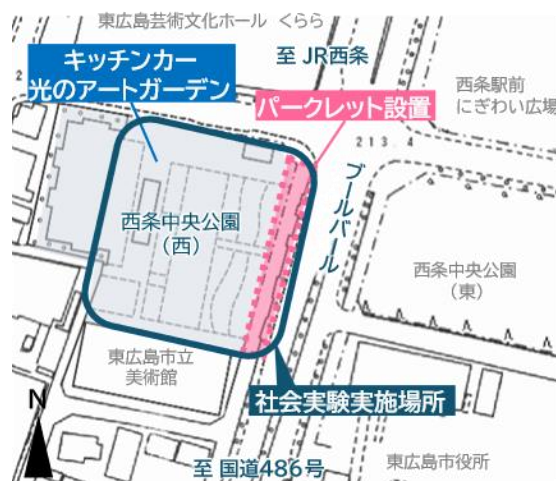 東広島芸術文化ホール くらら
至 JR西条
キッチンカー
光のアートガーデン
西条駅前
にぎわい広場
パークレット設置
2
213.4
ブールバール
西条中央公園
（西）
西条中央公園
（東）
東広島市立
美術館
社会実験実施場所
N
至 国道486号
東広島市役所